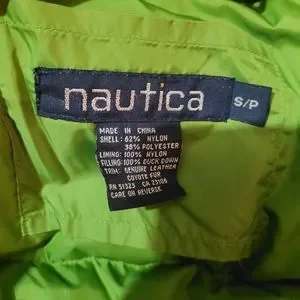 nautica
S/P
MADE IN CHINA
SHELL: 62% NYLON
38% POLYESTER
LINING: 100% NYLON
FILLING: 100% DUCK DOWN
TRIM: GENUINE LEATHER
COYOTE FUR
RN 51323 CA 23106
CARE ON REVERSE